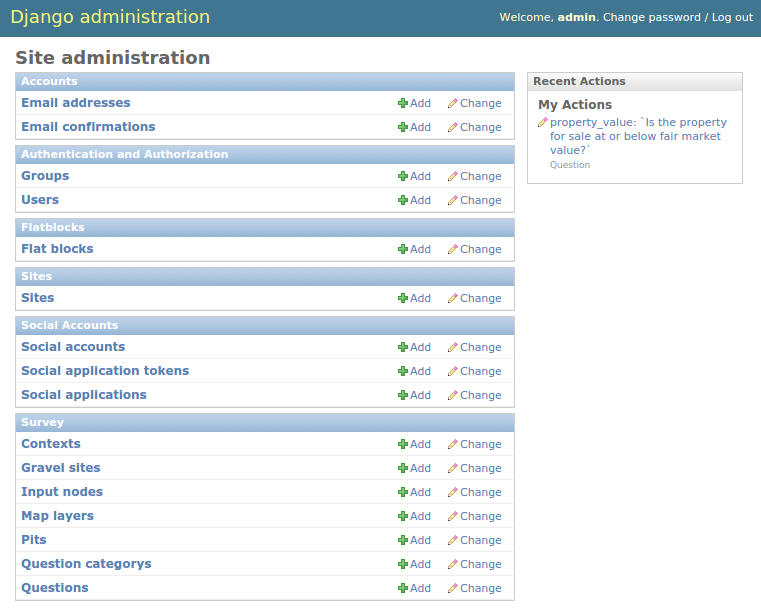 Django administration
Welcome, admin. Change password / Log out
Site administration
Accounts
Email addresses Add Change
Email confirmations Add Change
Authentication and Authorization
Groups Add Change
Users Add Change
Flatblocks
Flat blocks Add Change
Sites
Sites Add Change
Social Accounts
Social accounts Add Change
Social application tokens Add Change
Social applications Add Change
Survey
Contexts Add Change
Gravel sites Add Change
Input nodes Add Change
Map layers Add Change
Pits Add Change
Question categorys Add Change
Questions Add Change
Recent Actions
My Actions
property_value: `Is the property
for sale at or below fair market
value?`
Question